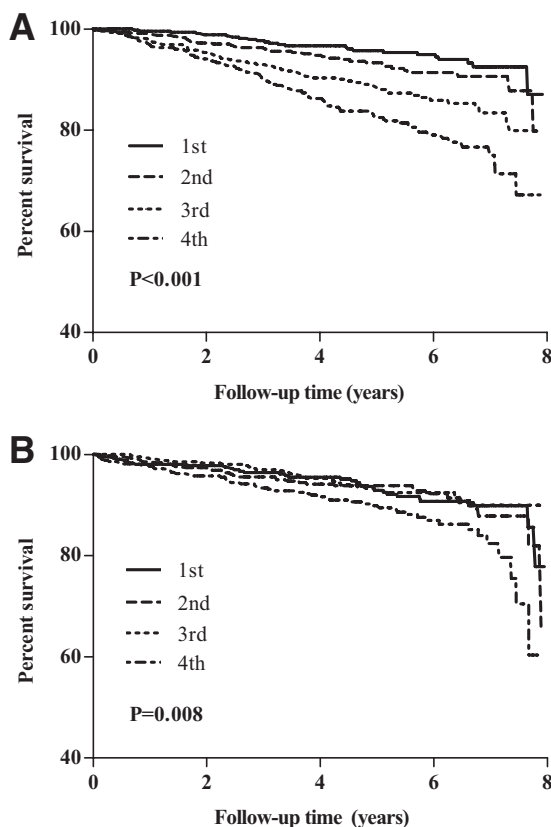 A
100
80
60
40
Percent survival
1st
2nd
3rd
4th
P<0.001
0 2 4 6 8
Follow-up time (years)
B
100
80
60
40
Percent survival
1st
2nd
3rd
4th
P=0.008
0 2 4 6 8
Follow-up time (years)